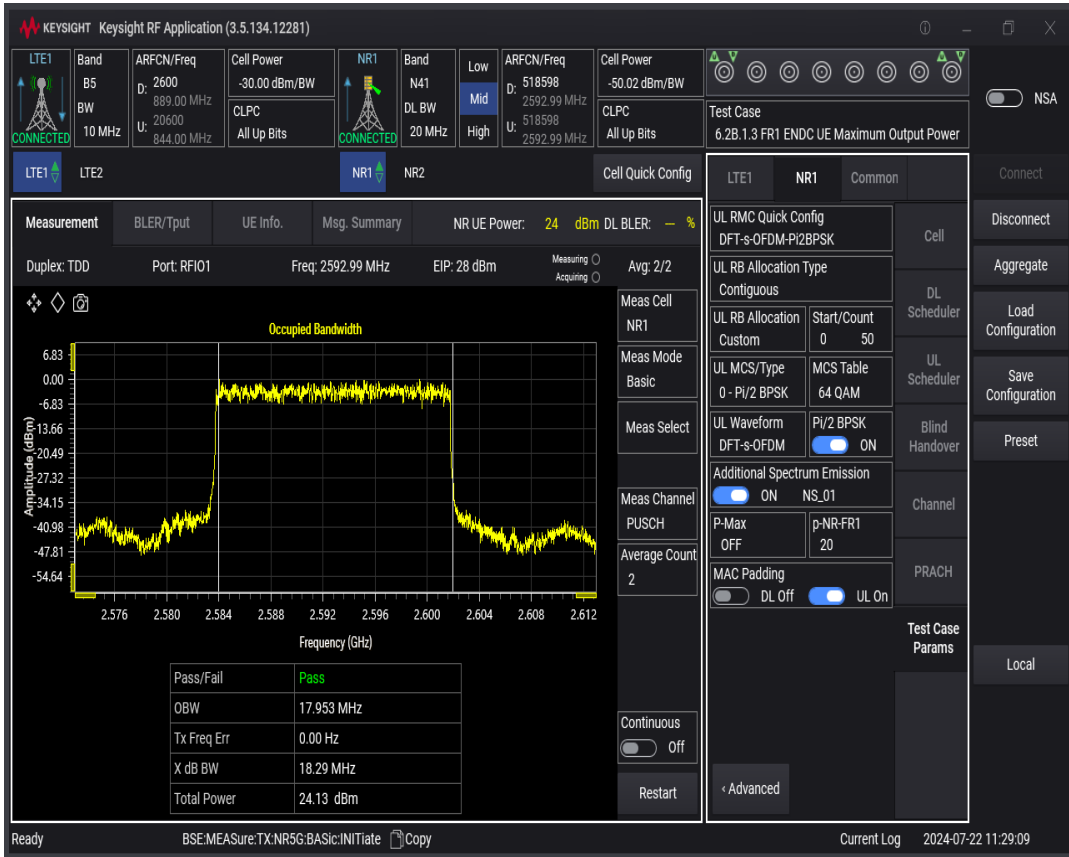 KEYSIGHT Keysight RF Application (3.5.134.12281)
LTE1
CONNECTED
Band
B5
BW
10 MHz
ARFCN/Freq
D: 2600
889.00 MHz
U: 20600
844.00 MHz
Cell Power
-30.00 dBm/BW
CLPC
All Up Bits
NR1
CONNECTED
Band
N41
DL BW
20 MHz
Low
Mid
High
ARFCN/Freq
D: 518598
2592.99 MHz
U: 518598
2592.99 MHz
Cell Power
-50.02 dBm/BW
CLPC
All Up Bits
Test Case
6.2B.1.3 FR1 ENDC UE Maximum Output Power
NSA
LTE1 LTE2
NR1 NR2
Cell Quick Config
Measurement BLER/Tput UE Info. Msg. Summary NR UE Power: 24 dBm DL BLER: -- %
Duplex: TDD Port: RFIO1 Freq: 2592.99 MHz EIP: 28 dBm Measuring Avg: 2/2
Acquiring
Occupied Bandwidth
Amplitude (dBm)
6.83
0.00
-6.83
-13.66
-20.49
-27.32
-34.15
-40.98
-47.81
-54.64
2.576 2.580 2.584 2.588 2.592 2.596 2.600 2.604 2.608 2.612
Frequency (GHz)
Pass/Fail Pass
OBW 17.953 MHz
Tx Freq Err 0.00 Hz
X dB BW 18.29 MHz
Total Power 24.13 dBm
Meas Cell
NR1
Meas Mode
Basic
Meas Select
Meas Channel
PUSCH
Average Count
2
Continuous
Off
Restart
LTE1 NR1 Common
UL RMC Quick Config
DFT-s-OFDM-Pi2BPSK
UL RB Allocation Type
Contiguous
UL RB Allocation
Custom
Start/Count
0 50
UL MCS/Type
0 - Pi/2 BPSK
MCS Table
64 QAM
UL Waveform
DFT-s-OFDM
Pi/2 BPSK
ON
Additional Spectrum Emission
ON NS_01
P-Max
OFF
p-NR-FR1
20
MAC Padding
DL Off UL On
‹ Advanced
Cell
DL
Scheduler
UL
Scheduler
Blind
Handover
Channel
PRACH
Test Case
Params
Connect
Disconnect
Aggregate
Load
Configuration
Save
Configuration
Preset
Local
Ready BSE:MEASure:TX:NR5G:BASic:INITiate Copy Current Log 2024-07-22 11:29:09